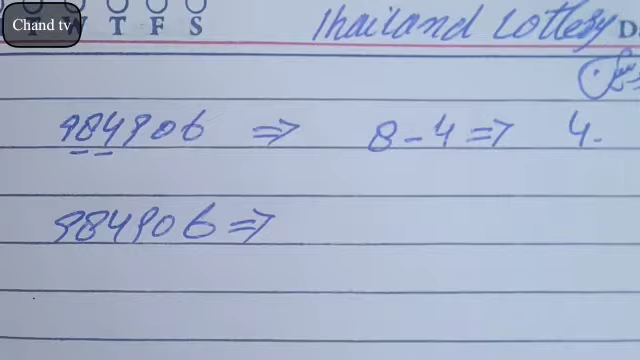 Chand tv
T W T F S
Thailand Lottery D
984906 => 8-4 => 4.
984906 =>